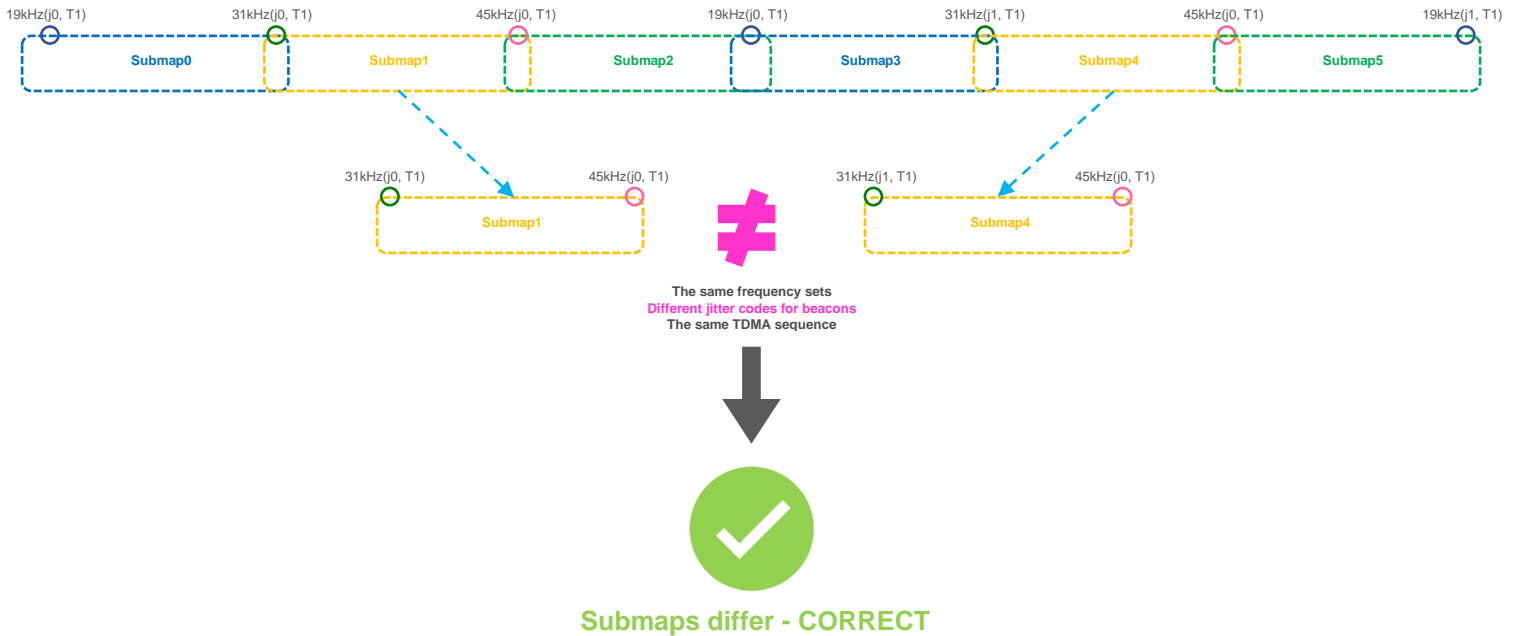 19kHz(j0, T1) 31kHz(j0, T1) 45kHz(j0, T1) 19kHz(j0, T1) 31kHz(j1, T1) 45kHz(j0, T1) 19kHz(j1, T1)
Submap0 Submap1 Submap2 Submap3 Submap4 Submap5
31kHz(j0, T1) 45kHz(j0, T1) 31kHz(j1, T1) 45kHz(j0, T1)
Submap1 ≠ Submap4
The same frequency sets
Different jitter codes for beacons
The same TDMA sequence
Submaps differ - CORRECT